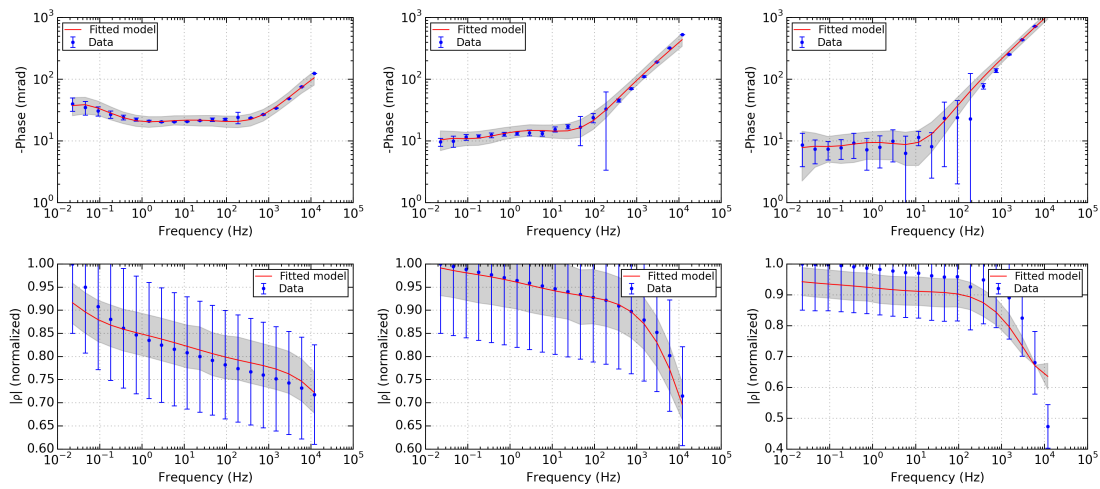 10³
10²
10¹
10⁰
-Phase (mrad)
Fitted model
Data
10⁻² 10⁻¹ 10⁰ 10¹ 10² 10³ 10⁴ 10⁵
Frequency (Hz)
10³
10²
10¹
10⁰
-Phase (mrad)
Fitted model
Data
10⁻² 10⁻¹ 10⁰ 10¹ 10² 10³ 10⁴ 10⁵
Frequency (Hz)
10³
10²
10¹
10⁰
-Phase (mrad)
Fitted model
Data
10⁻² 10⁻¹ 10⁰ 10¹ 10² 10³ 10⁴ 10⁵
Frequency (Hz)
1.00
0.95
0.90
0.85
0.80
0.75
0.70
0.65
0.60
|ρ| (normalized)
Fitted model
Data
10⁻² 10⁻¹ 10⁰ 10¹ 10² 10³ 10⁴ 10⁵
Frequency (Hz)
1.00
0.95
0.90
0.85
0.80
0.75
0.70
0.65
0.60
|ρ| (normalized)
Fitted model
Data
10⁻² 10⁻¹ 10⁰ 10¹ 10² 10³ 10⁴ 10⁵
Frequency (Hz)
1.0
0.9
0.8
0.7
0.6
0.5
0.4
|ρ| (normalized)
Fitted model
Data
10⁻² 10⁻¹ 10⁰ 10¹ 10² 10³ 10⁴ 10⁵
Frequency (Hz)